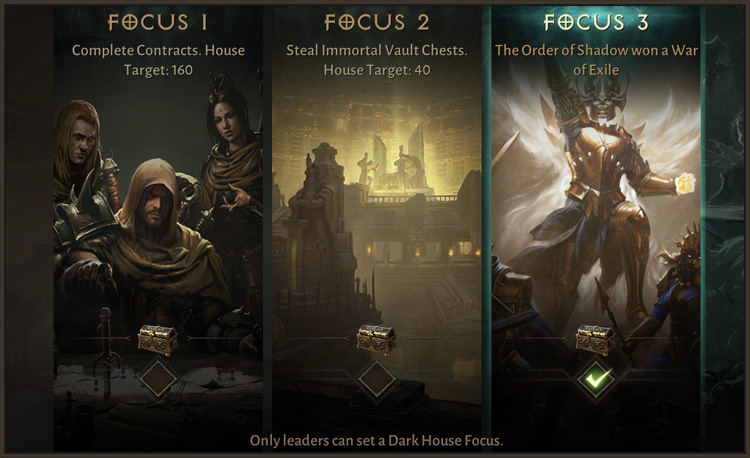 FOCUS 1
Complete Contracts. House
Target: 160
FOCUS 2
Steal Immortal Vault Chests.
House Target: 40
FOCUS 3
The Order of Shadow won a War
of Exile
Only leaders can set a Dark House Focus.